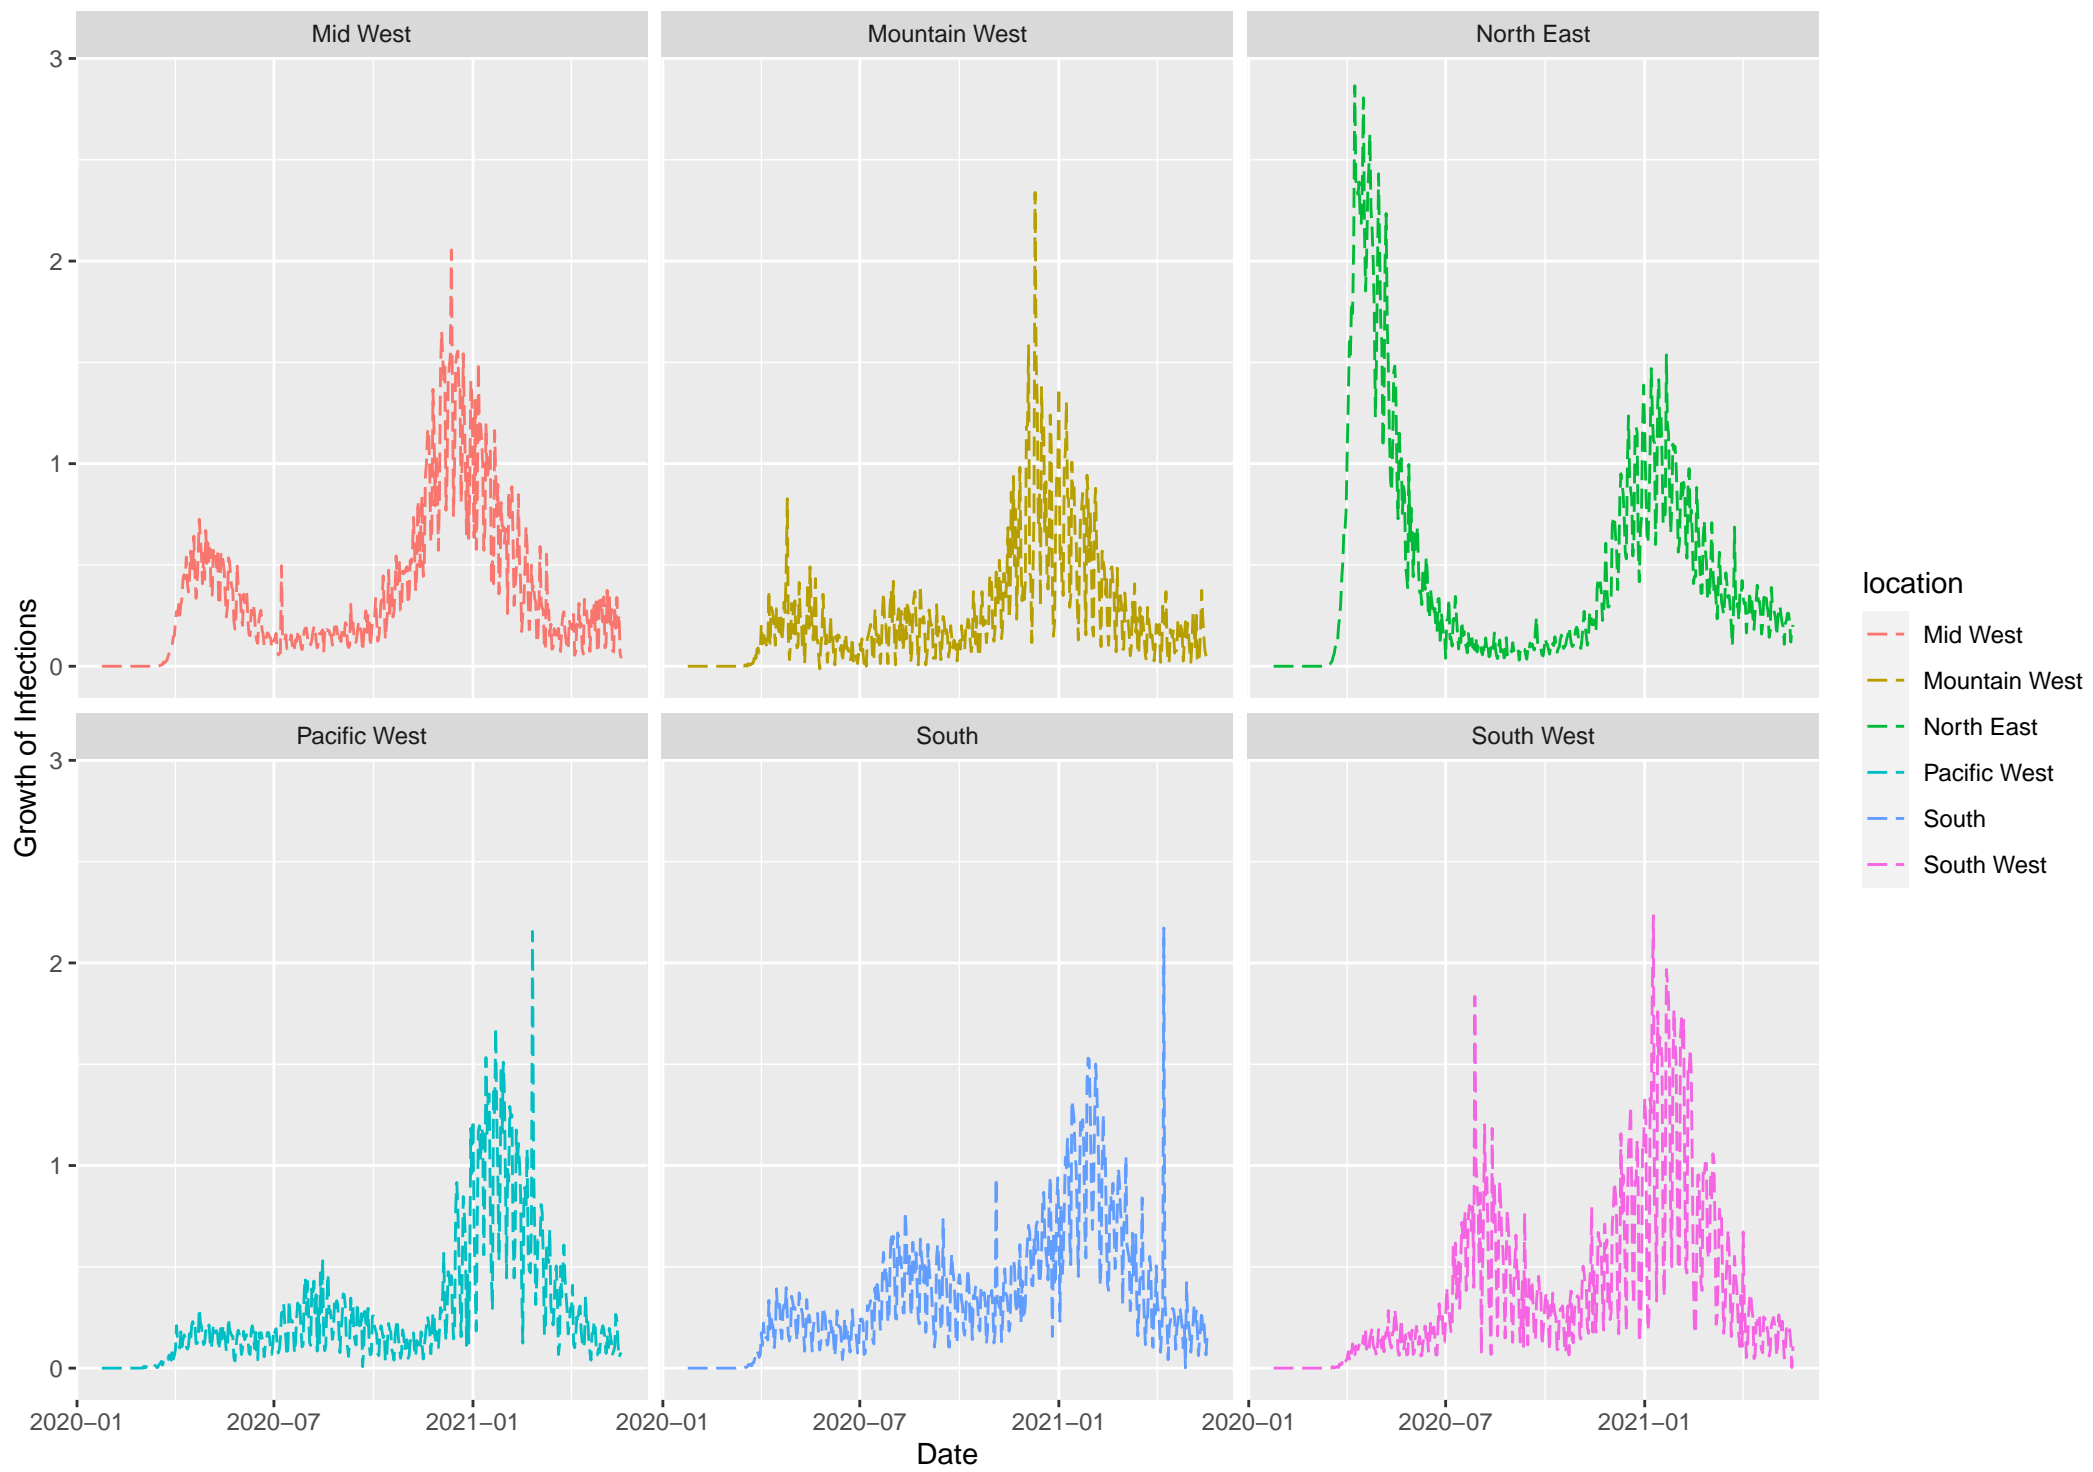 Mid West
Mountain West
North East
3
2
1
0
Growth of Infections
Pacific West
South
South West
3
2
1
0
2020–01
2020–07
2021–01
2020–01
2020–07
2021–01
2020–01
2020–07
2021–01
Date
location
Mid West
Mountain West
North East
Pacific West
South
South West